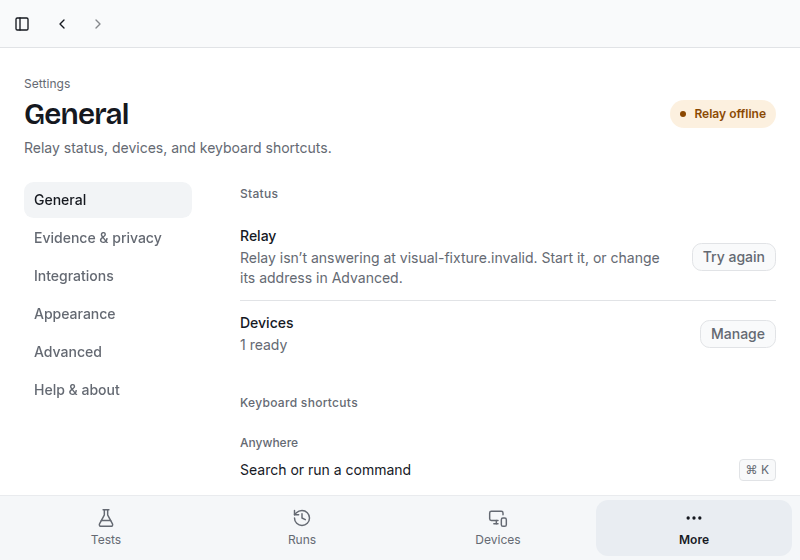 Settings
General
Relay offline
Relay status, devices, and keyboard shortcuts.
General
Evidence & privacy
Integrations
Appearance
Advanced
Help & about
Status
Relay
Relay isn’t answering at visual-fixture.invalid. Start it, or change
its address in Advanced.
Try again
Devices
1 ready
Manage
Keyboard shortcuts
Anywhere
Search or run a command
⌘ K
Tests
Runs
Devices
More